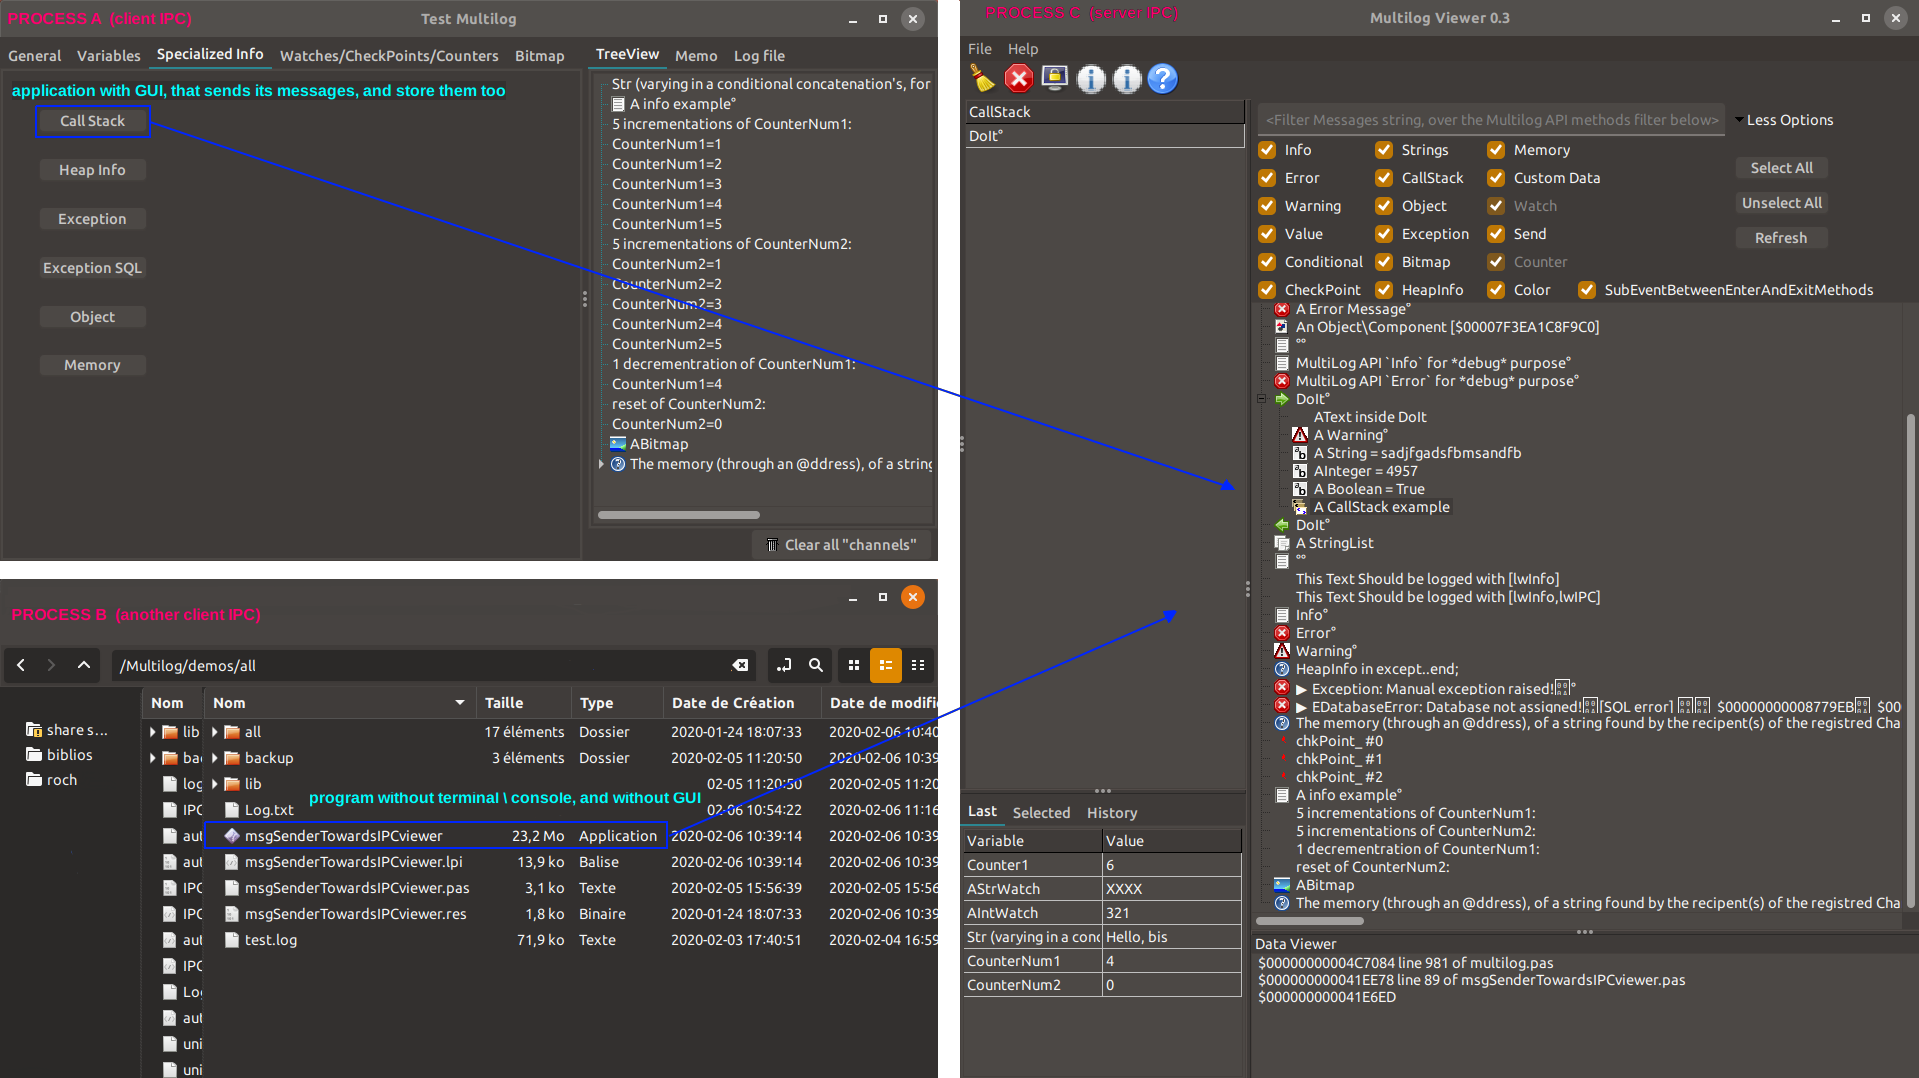 PROCESS A  (client IPC)
Test Multilog
General Variables Specialized Info Watches/CheckPoints/Counters Bitmap
application with GUI, that sends its messages, and store them too
Call Stack
Heap Info
Exception
Exception SQL
Object
Memory
TreeView Memo Log file
Str (varying in a conditional concatenation's, for
A info example°
5 incrementations of CounterNum1:
CounterNum1=1
CounterNum1=2
CounterNum1=3
CounterNum1=4
CounterNum1=5
5 incrementations of CounterNum2:
CounterNum2=1
CounterNum2=2
CounterNum2=3
CounterNum2=4
CounterNum2=5
1 decrementration of CounterNum1:
CounterNum1=4
reset of CounterNum2:
CounterNum2=0
ABitmap
The memory (through an @ddress), of a string
Clear all "channels"
PROCESS B  (another client IPC)
/Multilog/demos/all
share s...
biblios
roch
Nom
lib
bac
log
IPC
aut
aut
IPC
IPC
aut
IPC
Log
aut
uni
uni
Nom Taille Type Date de Création Date de modifi
all 17 éléments Dossier 2020-01-24 18:07:33 2020-02-06 10:40
backup 3 éléments Dossier 2020-02-05 11:20:50 2020-02-06 10:39
lib 02-05 11:20:50 2020-02-05 11:20
program without terminal \ console, and without GUI
Log.txt 02-06 10:54:22 2020-02-06 11:16
msgSenderTowardsIPCviewer 23,2 Mo Application 2020-02-06 10:39:14 2020-02-06 10:39
msgSenderTowardsIPCviewer.lpi 13,9 ko Balise 2020-02-06 10:39:14 2020-02-06 10:39
msgSenderTowardsIPCviewer.pas 3,1 ko Texte 2020-02-05 15:56:39 2020-02-05 15:56
msgSenderTowardsIPCviewer.res 1,8 ko Binaire 2020-01-24 18:07:33 2020-02-06 10:39
test.log 71,9 ko Texte 2020-02-03 17:40:51 2020-02-04 16:59
PROCESS C  (server IPC)
Multilog Viewer 0.3
File Help
CallStack
DoIt°
<Filter Messages string, over the Multilog API methods filter below>
Less Options
Info Strings Memory
Error CallStack Custom Data
Warning Object Watch
Value Exception Send
Conditional Bitmap Counter
CheckPoint HeapInfo Color SubEventBetweenEnterAndExitMethods
Select All
Unselect All
Refresh
A Error Message°
An Object\Component [$00007F3EA1C8F9C0]
°°
MultiLog API `Info` for *debug* purpose°
MultiLog API `Error` for *debug* purpose°
DoIt°
AText inside DoIt
A Warning°
A String = sadjfgadsfbmsandfb
AInteger = 4957
A Boolean = True
A CallStack example
DoIt°
A StringList
°°
This Text Should be logged with [lwInfo]
This Text Should be logged with [lwInfo,lwIPC]
Info°
Error°
Warning°
HeapInfo in except..end;
▶ Exception: Manual exception raised!°
▶ EDatabaseError: Database not assigned![SQL error] $00000000008779EB $00
The memory (through an @ddress), of a string found by the recipent(s) of the registred Cha
chkPoint_ #0
chkPoint_ #1
chkPoint_ #2
A info example°
5 incrementations of CounterNum1:
5 incrementations of CounterNum2:
1 decrementration of CounterNum1:
reset of CounterNum2:
ABitmap
The memory (through an @ddress), of a string found by the recipent(s) of the registred Cha
Last Selected History
Variable Value
Counter1 6
AStrWatch XXXX
AIntWatch 321
Str (varying in a conc Hello, bis
CounterNum1 4
CounterNum2 0
Data Viewer
$00000000004C7084 line 981 of multilog.pas
$000000000041EE78 line 89 of msgSenderTowardsIPCviewer.pas
$000000000041E6ED